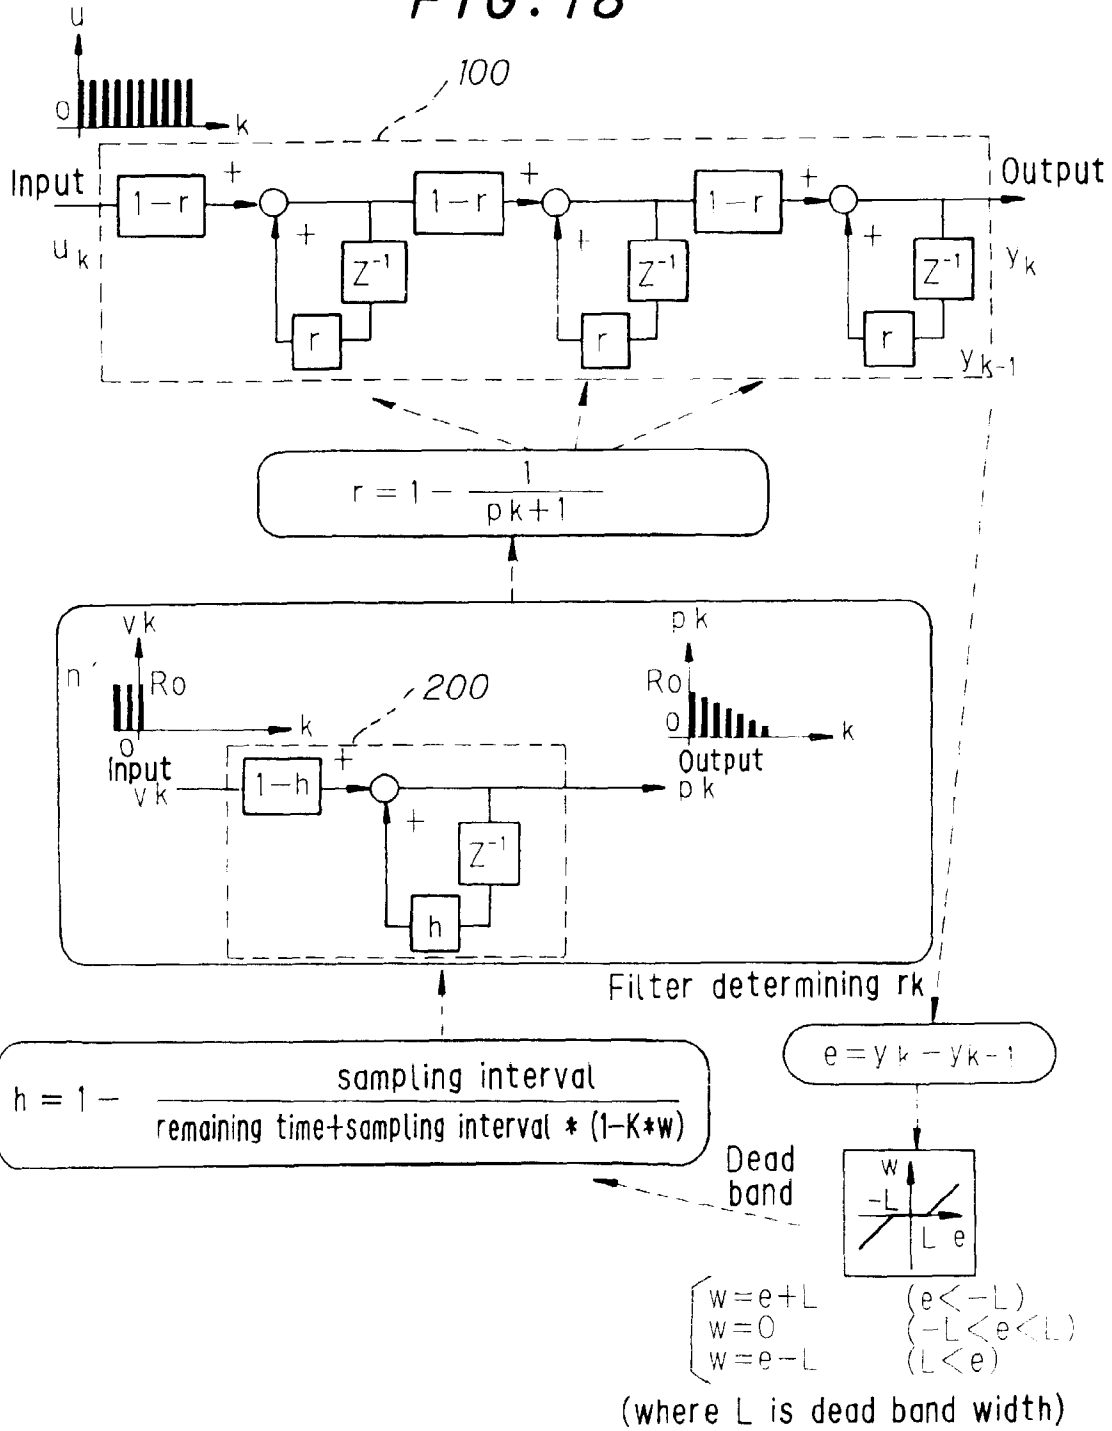 FIG. 18
u
0
k
100
Input
u k
1-r
+
+
Z⁻¹
r
1-r
+
+
Z⁻¹
r
1-r
+
+
Z⁻¹
r
Output
y k
y k-1
r = 1 - 1 / pk+1
v k
n'
Ro
k
0
Input
v k
200
1-h
+
+
Z⁻¹
h
p k
Ro
0
k
Output
p k
Filter determining rk
h = 1 - sampling interval / remaining time+sampling interval * (1-K*w)
e = y k - y k-1
Dead
band
w
-L
L e
w = e+L (e<-L)
w = 0 (-L<e<L)
w = e-L (L<e)
(where L is dead band width)